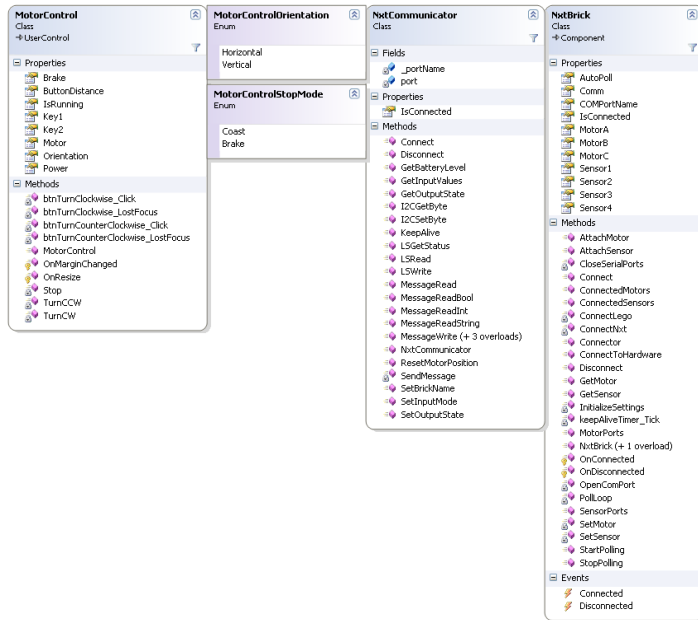 MotorControl
Class
UserControl
Properties
Brake
ButtonDistance
IsRunning
Key1
Key2
Motor
Orientation
Power
Methods
btnTurnClockwise_Click
btnTurnClockwise_LostFocus
btnTurnCounterClockwise_Click
btnTurnCounterClockwise_LostFocus
MotorControl
OnMarginChanged
OnResize
Stop
TurnCCW
TurnCW
MotorControlOrientation
Enum
Horizontal
Vertical
MotorControlStopMode
Enum
Coast
Brake
NxtCommunicator
Class
Fields
_portName
port
Properties
IsConnected
Methods
Connect
Disconnect
GetBatteryLevel
GetInputValues
GetOutputState
I2CGetByte
I2CSetByte
KeepAlive
LSGetStatus
LSRead
LSWrite
MessageRead
MessageReadBool
MessageReadInt
MessageReadString
MessageWrite (+ 3 overloads)
NxtCommunicator
ResetMotorPosition
SendMessage
SetBrickName
SetInputMode
SetOutputState
NxtBrick
Class
Component
Properties
AutoPoll
Comm
COMPortName
IsConnected
MotorA
MotorB
MotorC
Sensor1
Sensor2
Sensor3
Sensor4
Methods
AttachMotor
AttachSensor
CloseSerialPorts
Connect
ConnectedMotors
ConnectedSensors
ConnectLego
ConnectNxt
Connector
ConnectToHardware
Disconnect
GetMotor
GetSensor
InitializeSettings
keepAliveTimer_Tick
MotorPorts
NxtBrick (+ 1 overload)
OnConnected
OnDisconnected
OpenComPort
PollLoop
SensorPorts
SetMotor
SetSensor
StartPolling
StopPolling
Events
Connected
Disconnected